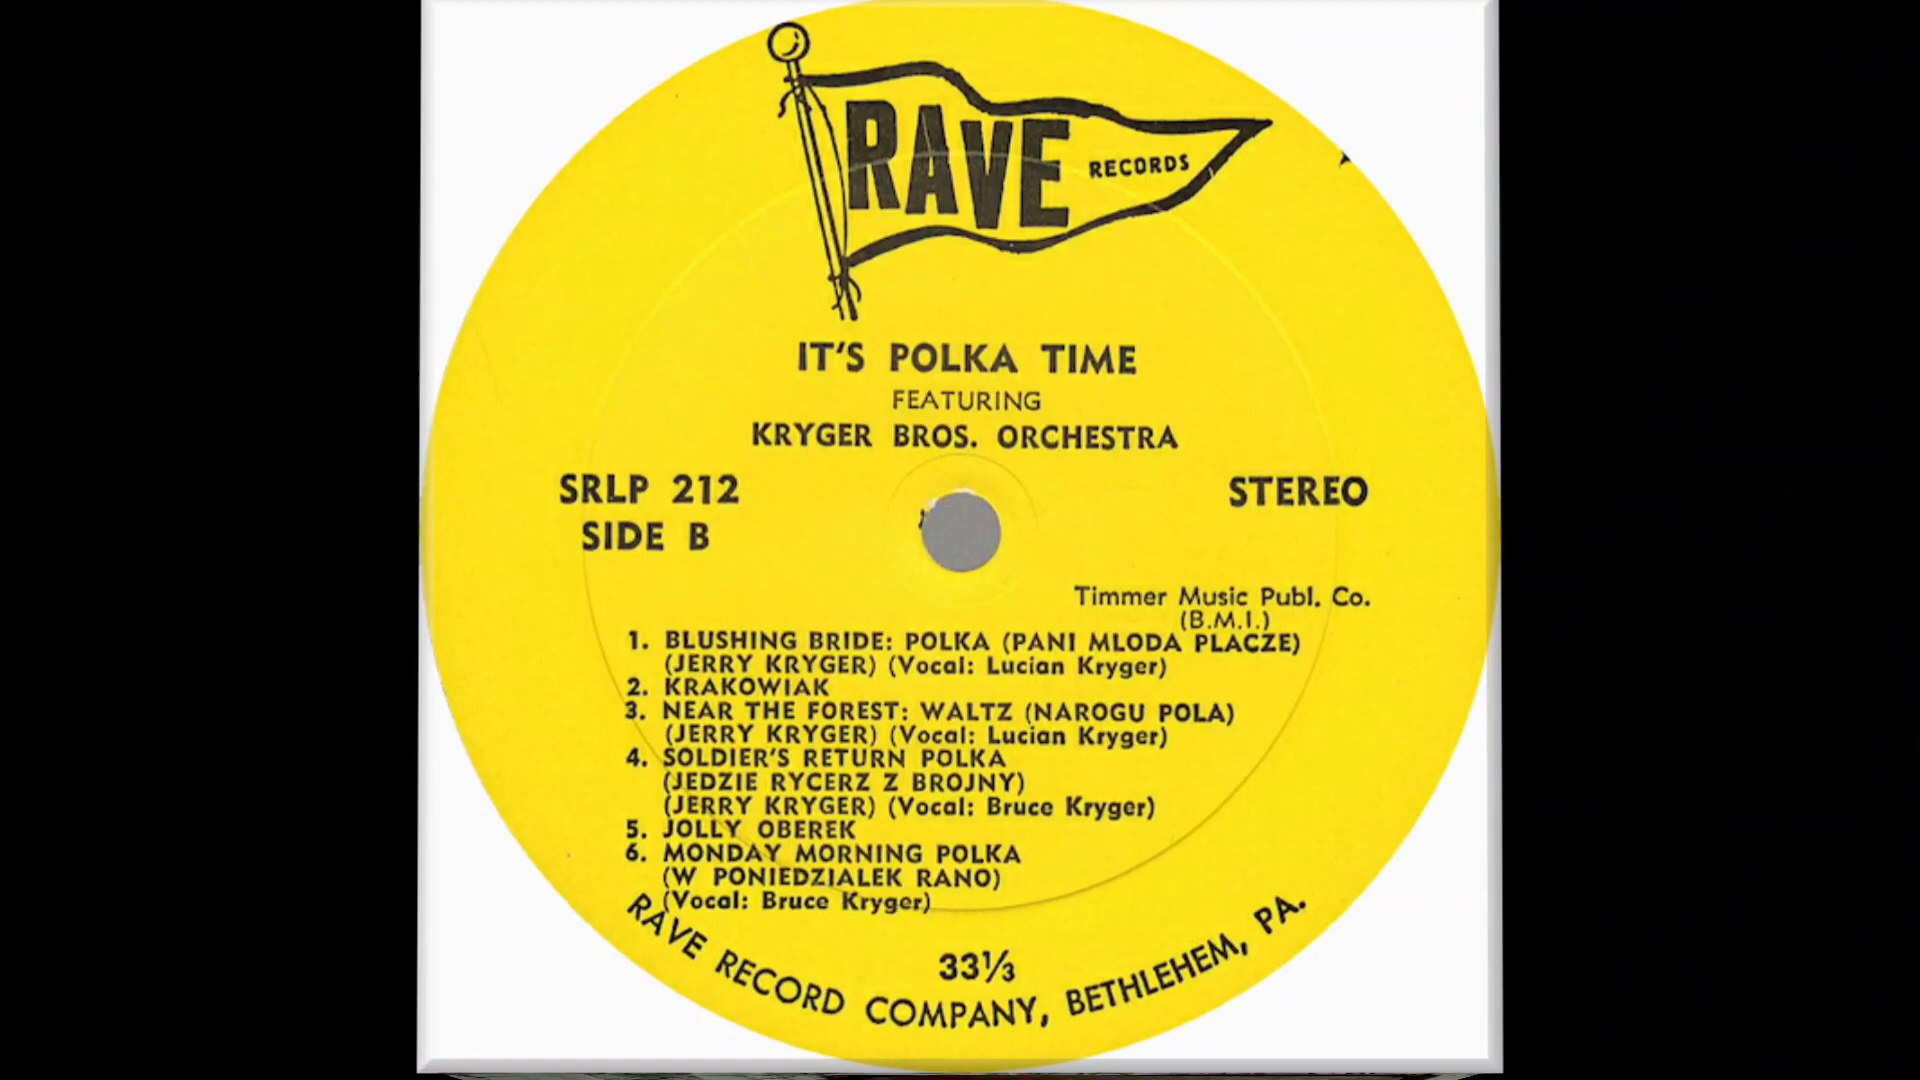 RAVE RECORDS
IT'S POLKA TIME
FEATURING
KRYGER BROS. ORCHESTRA
SRLP 212
SIDE B
STEREO
Timmer Music Publ. Co.
(B.M.I.)
1. BLUSHING BRIDE: POLKA (PANI MLODA PLACZE)
(JERRY KRYGER) (Vocal: Lucian Kryger)
2. KRAKOWIAK
3. NEAR THE FOREST: WALTZ (NAROGU POLA)
(JERRY KRYGER) (Vocal: Lucian Kryger)
4. SOLDIER'S RETURN POLKA
(JEDZIE RYCERZ Z BROJNY)
(JERRY KRYGER) (Vocal: Bruce Kryger)
5. JOLLY OBEREK
6. MONDAY MORNING POLKA
(W PONIEDZIALEK RANO)
(Vocal: Bruce Kryger)
33⅓
RAVE RECORD COMPANY, BETHLEHEM, PA.